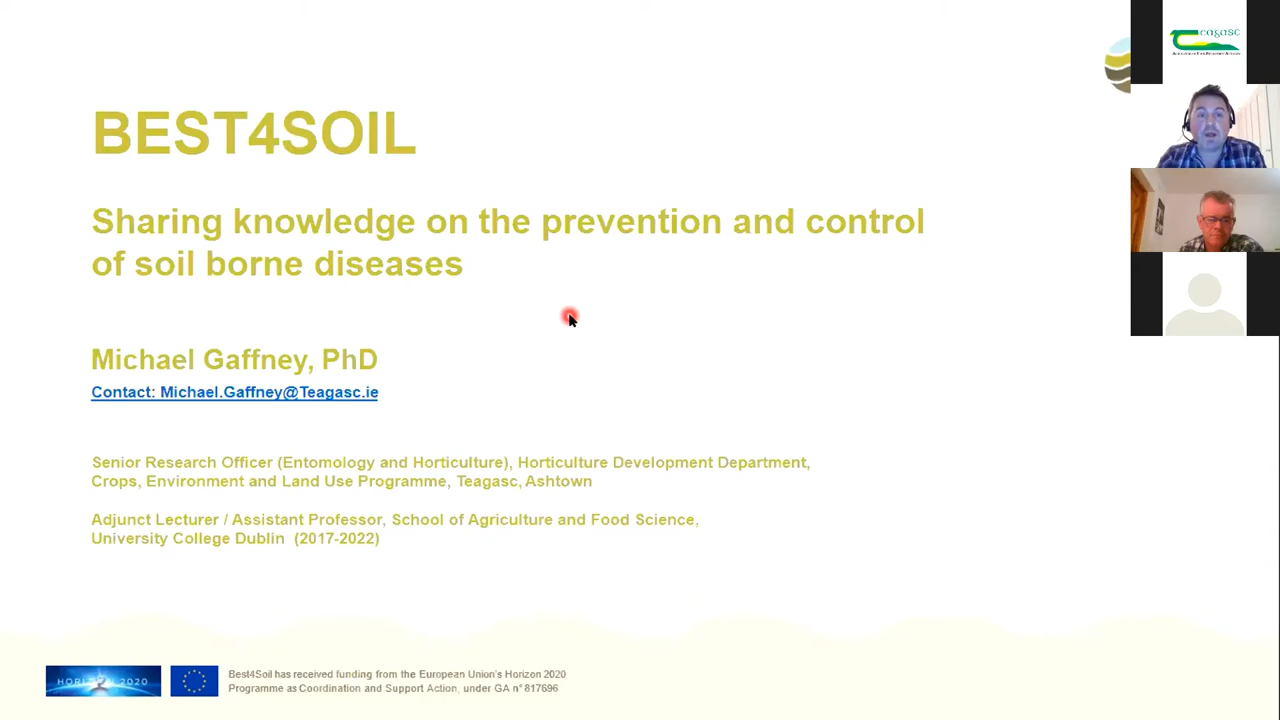 BEST4SOIL
Sharing knowledge on the prevention and control
of soil borne diseases
Michael Gaffney, PhD
Contact: Michael.Gaffney@Teagasc.ie
Senior Research Officer (Entomology and Horticulture), Horticulture Development Department,
Crops, Environment and Land Use Programme, Teagasc, Ashtown
Adjunct Lecturer / Assistant Professor, School of Agriculture and Food Science,
University College Dublin (2017-2022)
HORIZON 2020
Best4Soil has received funding from the European Union's Horizon 2020
Programme as Coordination and Support Action, under GA n° 817696
teagasc